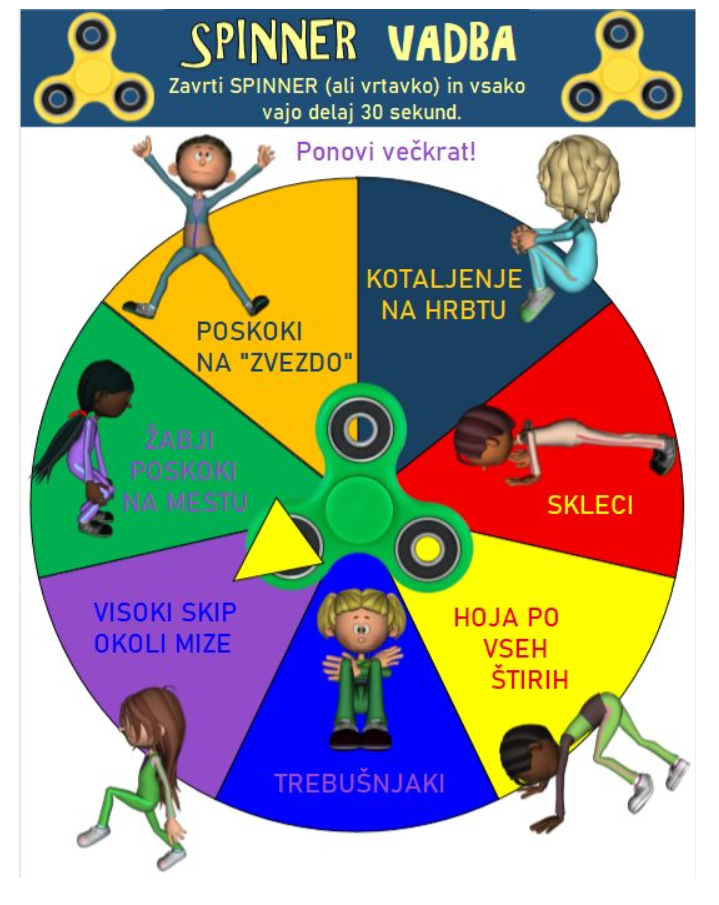 SPINNER VADBA
Zavrti SPINNER (ali vrtavko) in vsako
vajo delaj 30 sekund.
Ponovi večkrat!
KOTALJENJE
NA HRBTU
SKLECI
HOJA PO
VSEH
ŠTIRIH
TREBUŠNJAKI
VISOKI SKIP
OKOLI MIZE
ŽABJI
POSKOKI
NA MESTU
POSKOKI
NA "ZVEZDO"